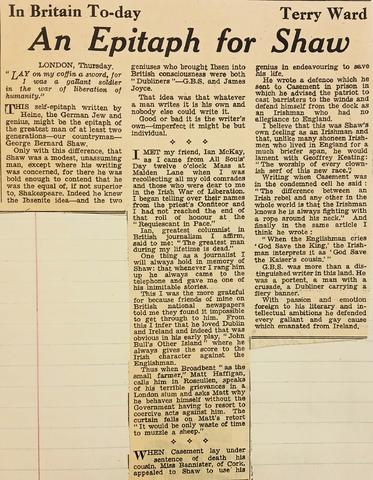 In Britain To-day
Terry Ward
An Epitaph for Shaw
LONDON, Thursday.
"LAY on my coffin a sword, for
I was a gallant soldier
in the war of liberation of
humanity."
THIS self-epitaph written by
Heine, the German Jew and
genius, might be the epitaph of
the greatest man of at least two
generations—our countryman—
George Bernard Shaw.
Only those could be aware that
Shaw was a modest, unassuming
man, except where his writing
was concerned, for there he was
bold enough to contend that he
was the equal of, if not superior
to, Shakespeare. Indeed he knew
the Ibsenite idea—and the two
geniuses who brought Ibsen into
British consciousness were both
"Dubliners"—G.B.S. and James
Joyce.
That idea was that whatever
a man writes it is his own and
nobody else could write it.
Good or bad it is the writer's
own—imperfect; it might be but
individual.
I MET my friend, Ian McKay,
as I came from All Souls'
Day twelve o'clock Mass at
Maiden Lane when I was
recollecting all my old comrades
and those who were dear to me
in the Irish War of Liberation.
I began telling over their names
from the priest's Confiteor and
I had not reached the end of
that roll of honour at the
"Requiescant in Pace."
Ian, greatest columnist in
British journalism I affirm,
said to me: "The greatest man
during my lifetime is dead."
One thing as a journalist I
will always hold in memory of
Shaw: that whenever I rang him
up he always came to the
telephone and gave me one of
his inimitable stories.
This I was the more grateful
for because friends of mine on
British national newspapers
told me they found it impossible
to get through to him. From
this I infer that he loved Dublin
and Ireland and indeed that was
obvious in his early play, "John
Bull's Other Island" where he
always gives the score to the
Irish character against the
Englishman.
Thus when Broadbent "as the
small farmer," Matt Haffigan,
calls him in Roscullen, speaks
of his terrible grievances in a
London slum and asks Matt why
he behaves himself without the
Government having to resort to
coercive acts against him. The
curtain falls on Matt's retort
"It would be only waste of time
to muzzle a sheep."
WHEN Casement lay under
sentence of death his
cousin, Miss Bannister, of Cork,
appealed to Shaw to use his
genius in endeavouring to save
his life.
He wrote a defence which he
sent to Casement in prison in
which he advised the patriot to
cast barristers to the winds and
defend himself from the dock as
an Irishman who had no
allegiance to England.
I believe that this was Shaw's
own feeling as an Irishman and
that, unlike many shoneen Irish-
men who lived in England for a
much briefer span, he would
lament with Geoffrey Keating:
"The worship of every clown-
ish serf of this new race."
Writing when Casement was
in the condemned cell he said:
"The difference between an
Irish rebel and any other in the
whole world is that the Irishman
knows he is always fighting with
a rope around his neck." And
finally in the same article I
think he wrote:
"When the Englishman cries
'God Save the King,' the Irish-
man interprets it as 'God Save
the Kaiser's cousin.'"
G.B.S. was more than a dis-
tinguished writer in this land. He
was a portent, a man with a
crusade, a Dubliner carrying a
fiery banner.
With passion and emotion
foreign to his literary and in-
tellectual ambitions he defended
every gallant and gay cause
which emanated from Ireland.